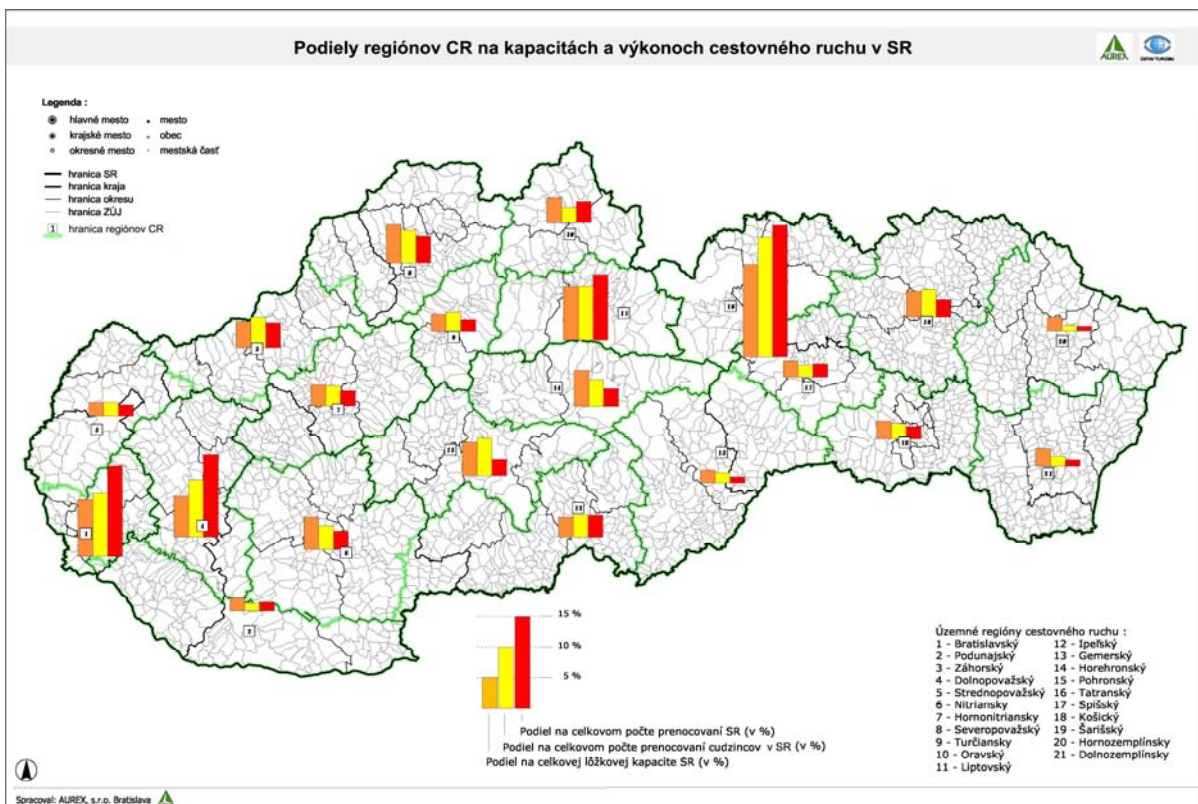 Podiely regiónov CR na kapacitách a výkonoch cestovného ruchu v SR
AUREX
ÚSTAV TURIZMU
Legenda :
hlavné mesto
mesto
krajské mesto
obec
okresné mesto
mestská časť
hranica SR
hranica kraja
hranica okresu
hranica ZÚJ
1 hranica regiónov CR
15 %
10 %
5 %
Podiel na celkovom počte prenocovaní SR (v %)
Podiel na celkovom počte prenocovaní cudzincov v SR (v %)
Podiel na celkovej lôžkovej kapacite SR (v %)
Územné regióny cestovného ruchu :
1 - Bratislavský
2 - Podunajský
3 - Záhorský
4 - Dolnopovažský
5 - Strednopovažský
6 - Nitriansky
7 - Hornonitriansky
8 - Severopovažský
9 - Turčiansky
10 - Oravský
11 - Liptovský
12 - Ipeľský
13 - Gemerský
14 - Horehronský
15 - Pohronský
16 - Tatranský
17 - Spišský
18 - Košický
19 - Šarišský
20 - Hornozemplínsky
21 - Dolnozemplínsky
Spracoval: AUREX, s.r.o. Bratislava